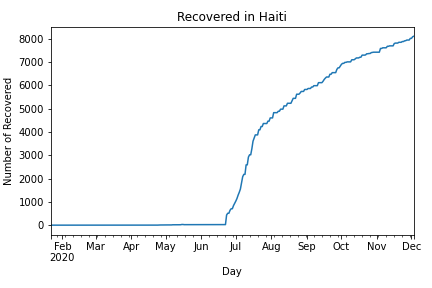 Recovered in Haiti
Number of Recovered
8000
7000
6000
5000
4000
3000
2000
1000
0
Feb Mar Apr May Jun Jul Aug Sep Oct Nov Dec
2020
Day